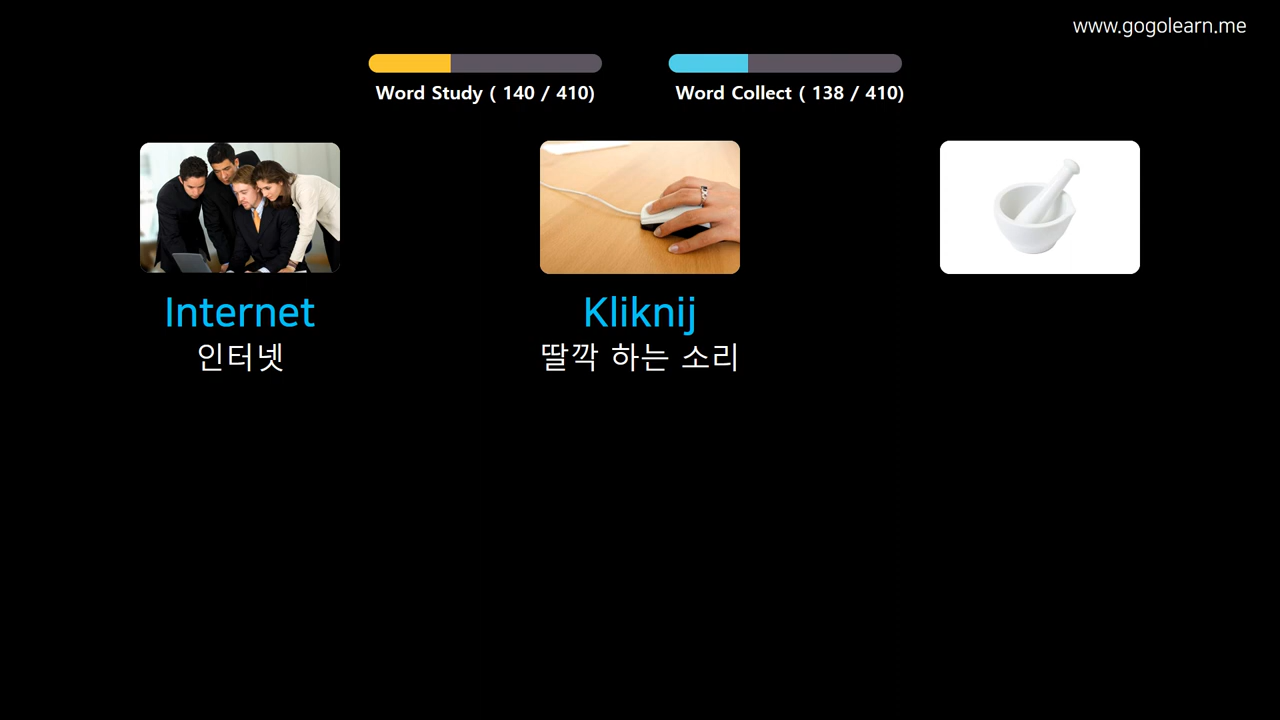 www.gogolearn.me
Word Study ( 140 / 410)
Word Collect ( 138 / 410)
Internet
인터넷
Kliknij
딸깍 하는 소리